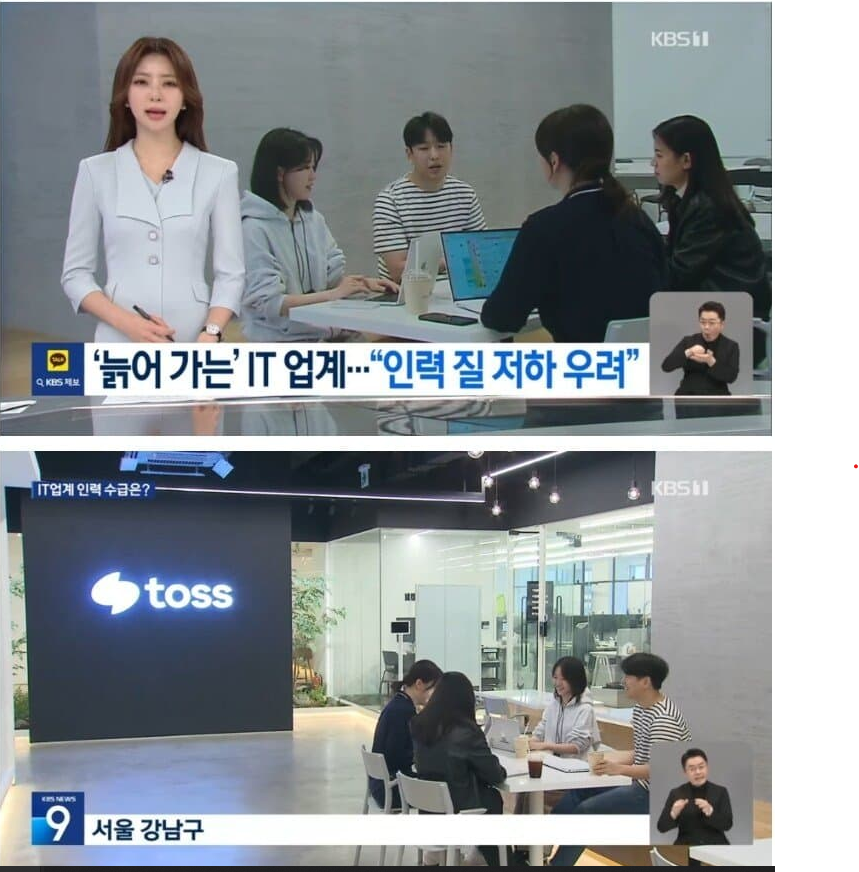 KBS1
TALK
KBS 제보
‘늙어 가는’ IT 업계…“인력 질 저하 우려”
IT업계 인력 수급은?
KBS1
toss
KBS NEWS
9
서울 강남구